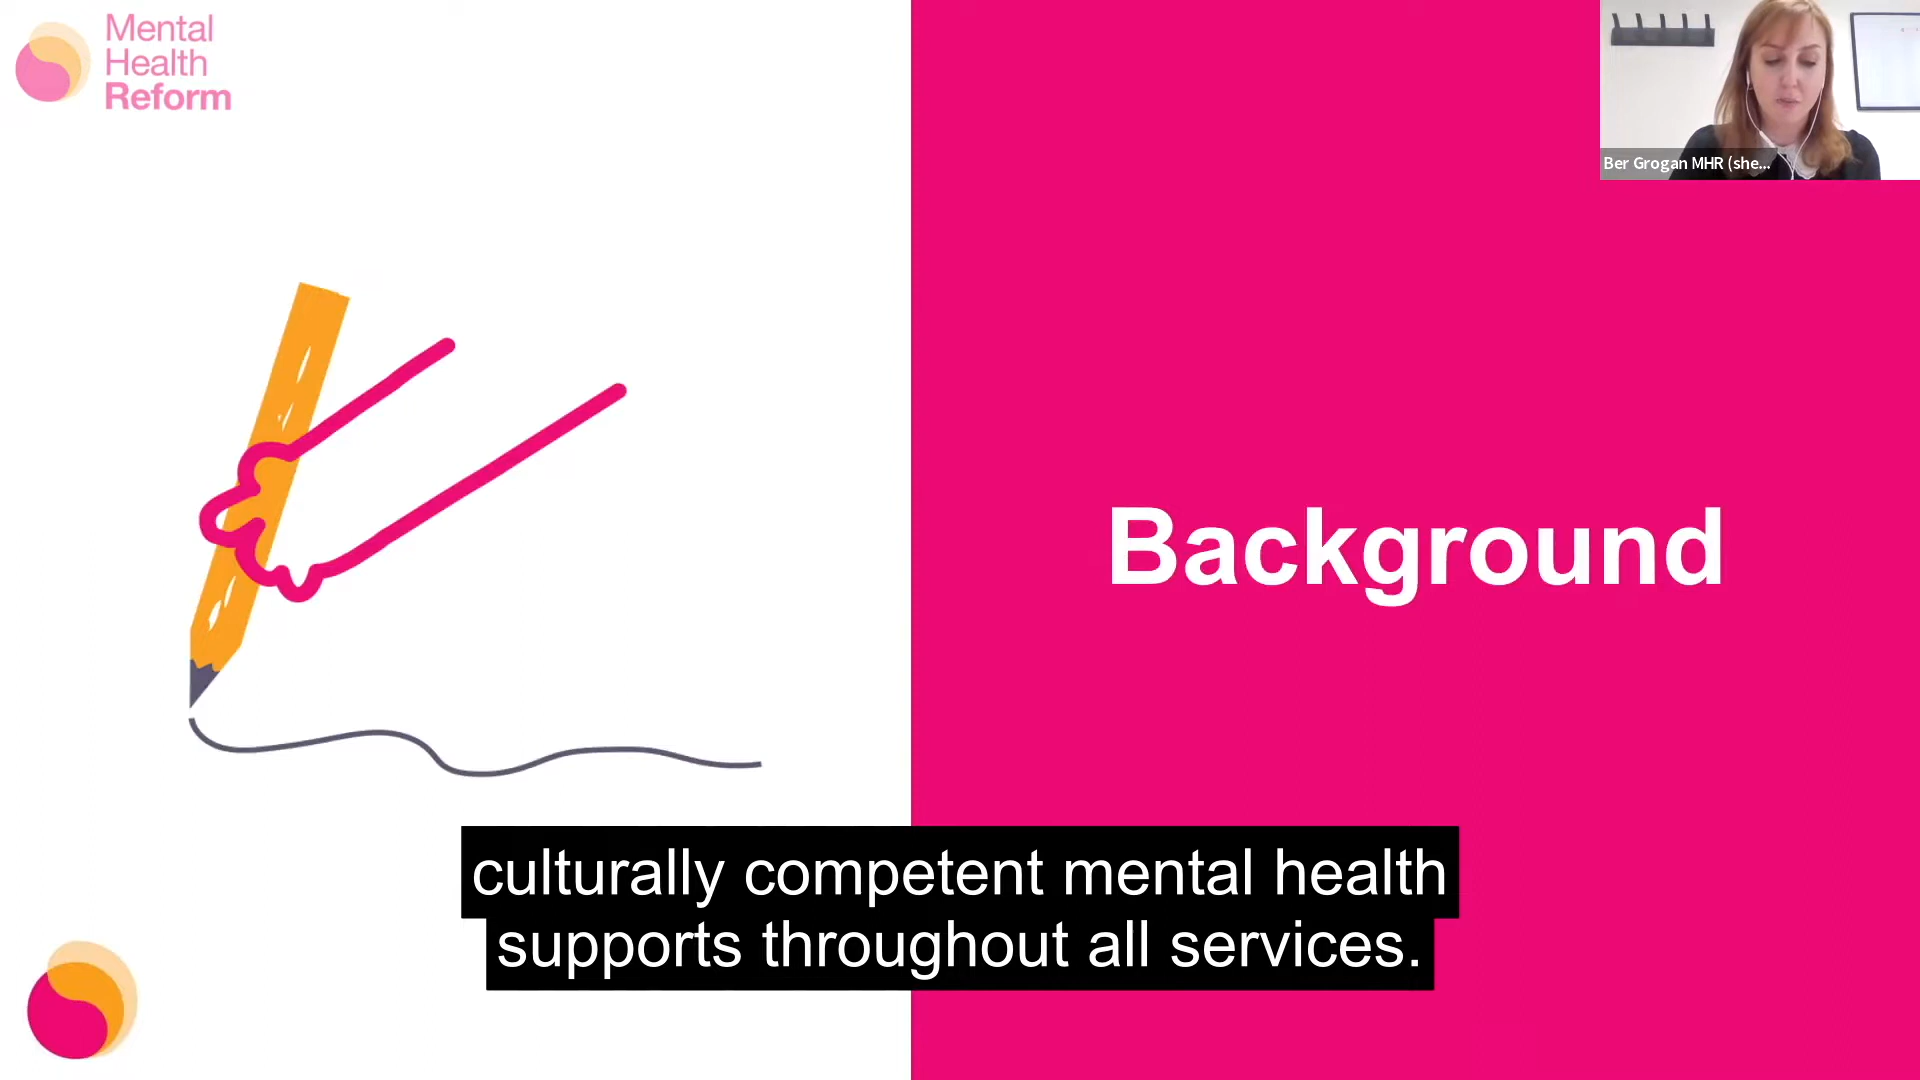 Mental
Health
Reform
Ber Grogan MHR (she...
Background
culturally competent mental health
supports throughout all services.